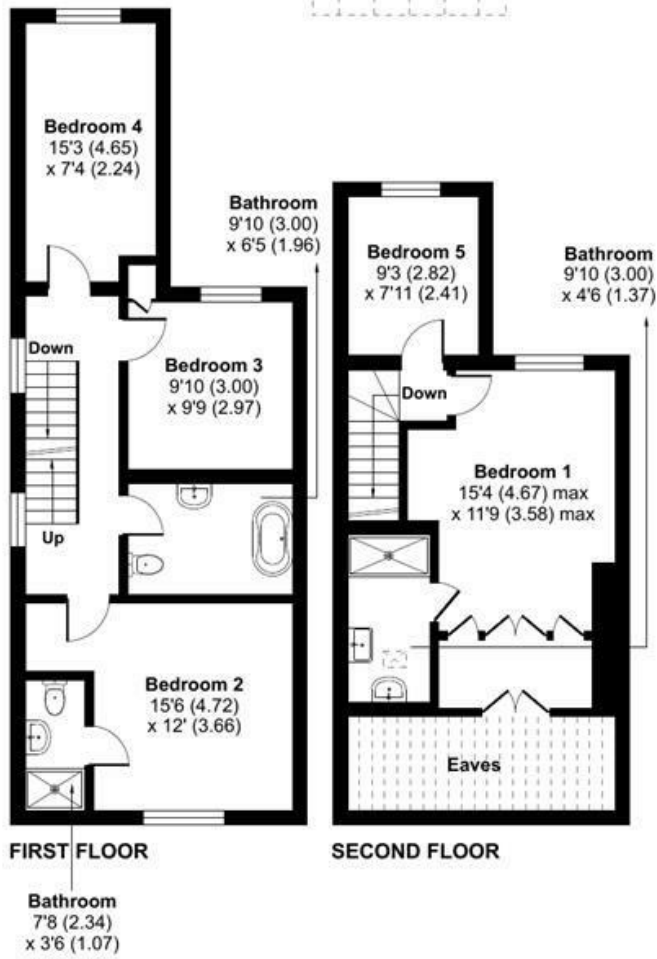 Bedroom 4
15'3 (4.65)
x 7'4 (2.24)
Bathroom
9'10 (3.00)
x 6'5 (1.96)
Down
Bedroom 3
9'10 (3.00)
x 9'9 (2.97)
Up
Bedroom 2
15'6 (4.72)
x 12' (3.66)
FIRST FLOOR
Bathroom
7'8 (2.34)
x 3'6 (1.07)
Bedroom 5
9'3 (2.82)
x 7'11 (2.41)
Bathroom
9'10 (3.00)
x 4'6 (1.37)
Down
Bedroom 1
15'4 (4.67) max
x 11'9 (3.58) max
Eaves
SECOND FLOOR